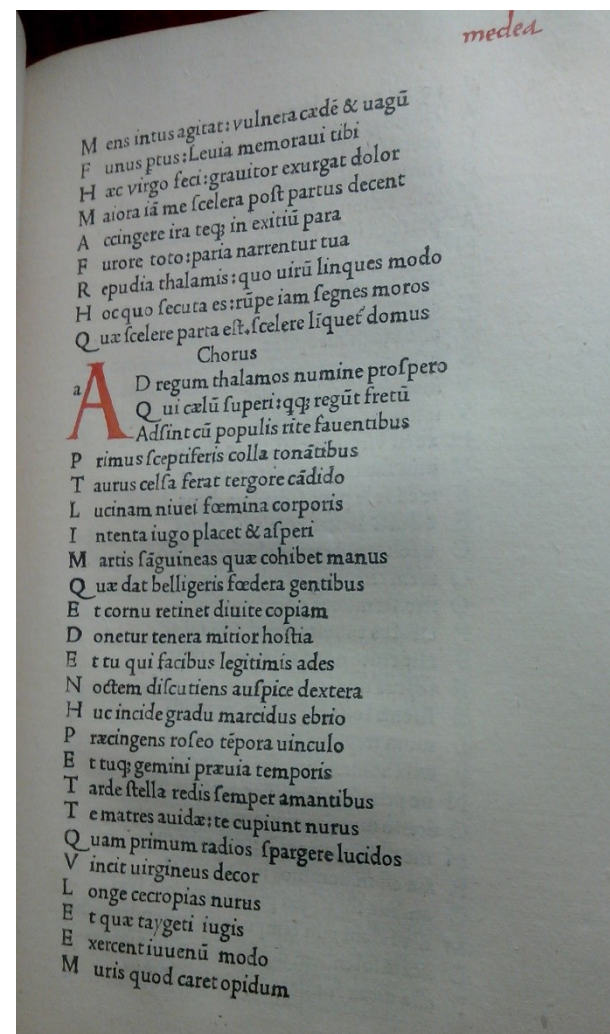 medea
M ens intus agitat: vulnera cædē & uagū
F unus ꝑtus: Leuia memoraui tibi
H æc virgo feci: grauitor exurgat dolor
M aiora iā me ſcelera poſt partus decent
A ccingere ira teqꝫ in exitiū para
F urore toto: paria narrentur tua
R epudia thalamis: quo uirū linques modo
H oc quo ſecuta es: rūpe iam ſegnes moros
Q uæ ſcelere parta eſt. ſcelere līquet̄ domus
Chorus
a A D regum thalamos numine proſpero
Q ui cælū ſuperi: qqꝫ regūt fretū
Adſint cū populis rite fauentibus
P rimus ſceptiferis colla tonātibus
T aurus celſa ferat tergore cādido
L ucinam niuei fœmina corporis
I ntenta iugo placet & aſperi
M artis ſāguineas quæ cohibet manus
Q uæ dat belligeris fœdera gentibus
E t cornu retinet diuite copiam
D onetur tenera mitior hoſtia
E t tu qui facibus legitimis ades
N octem diſcutiens auſpice dextera
H uc incide gradu marcidus ebrio
P ræcingens roſeo tēpora uinculo
E t tuqꝫ gemini præuia temporis
T arde ſtella redis ſemper amantibus
T e matres auidæ: te cupiunt nurus
Q uam primum radios ſpargere lucidos
V incit uirgineus decor
L onge cecropias nurus
E t quæ taygeti iugis
E xercent iuuenū modo
M uris quod caret opidum